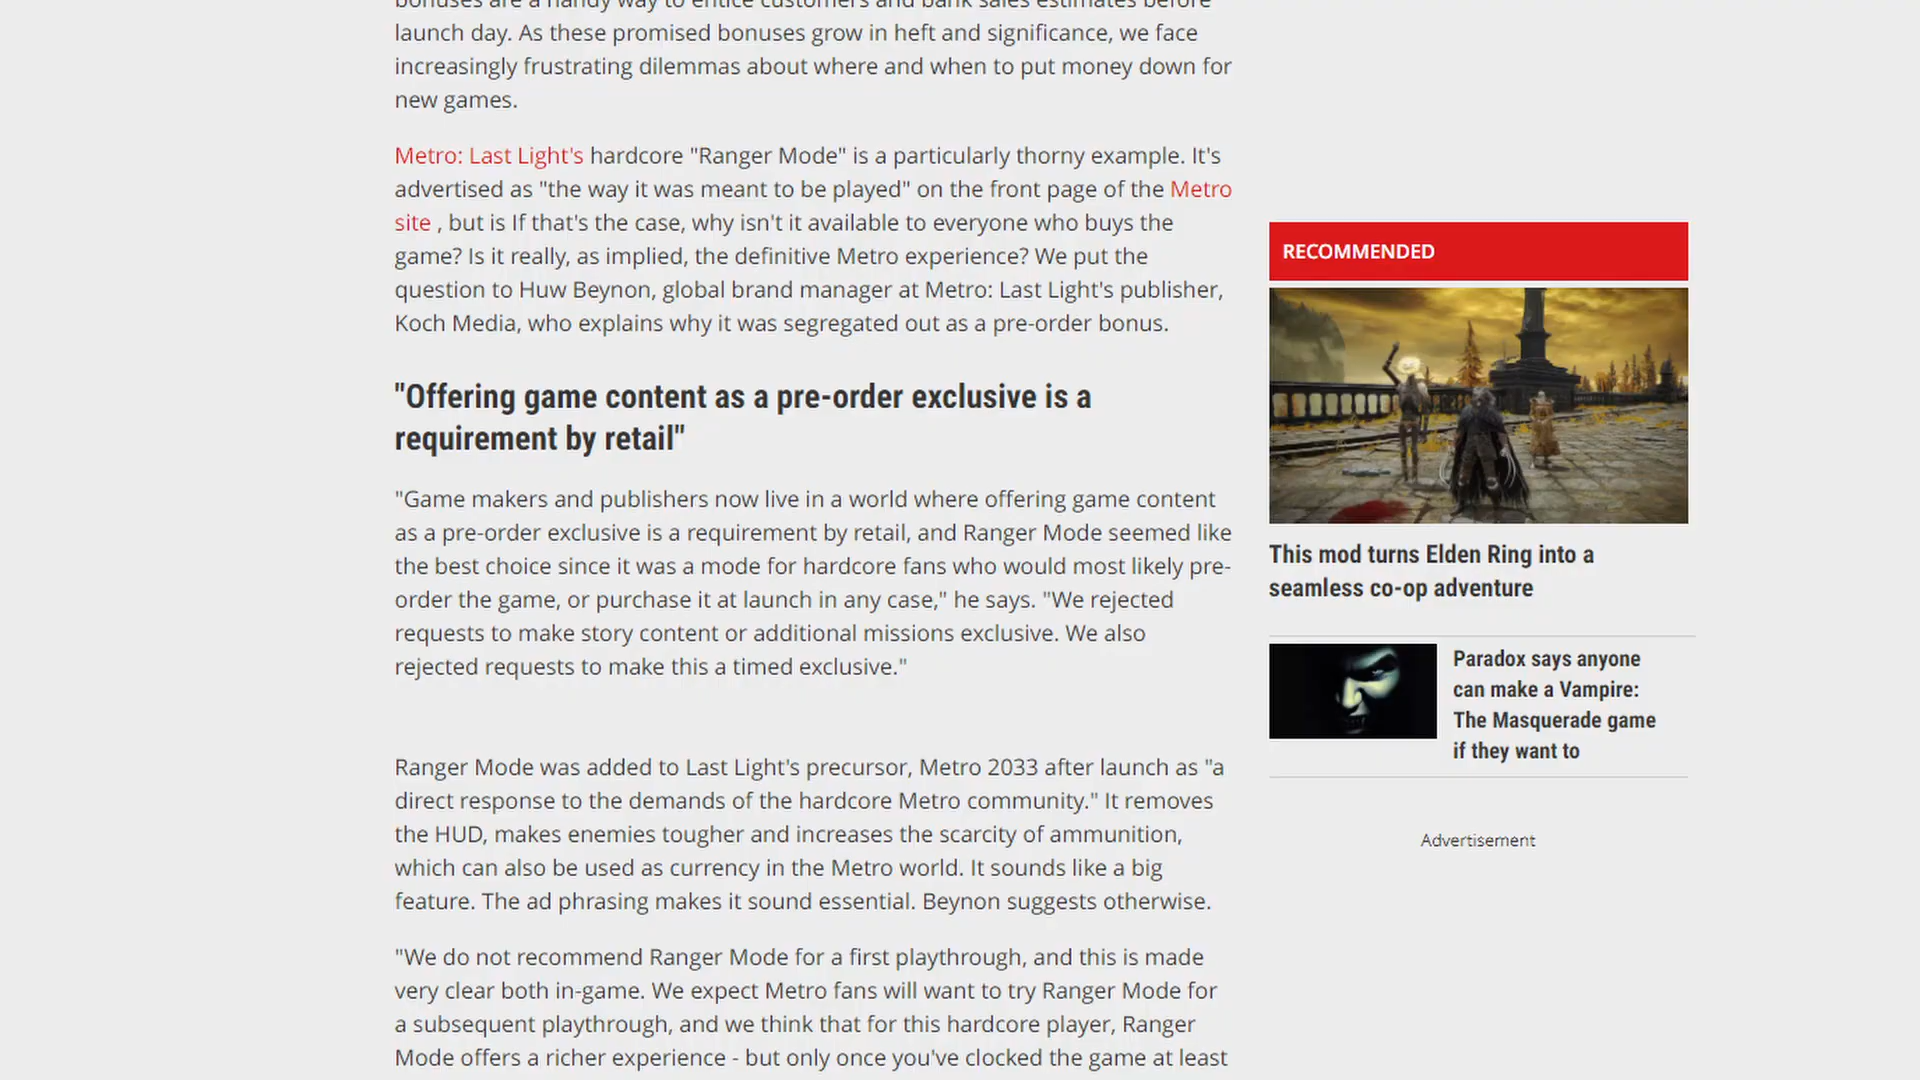 bonuses are a handy way to entice customers and bank sales estimates before
launch day. As these promised bonuses grow in heft and significance, we face
increasingly frustrating dilemmas about where and when to put money down for
new games.
Metro: Last Light's hardcore "Ranger Mode" is a particularly thorny example. It's
advertised as "the way it was meant to be played" on the front page of the Metro
site , but is If that's the case, why isn't it available to everyone who buys the
game? Is it really, as implied, the definitive Metro experience? We put the
question to Huw Beynon, global brand manager at Metro: Last Light's publisher,
Koch Media, who explains why it was segregated out as a pre-order bonus.
"Offering game content as a pre-order exclusive is a
requirement by retail"
"Game makers and publishers now live in a world where offering game content
as a pre-order exclusive is a requirement by retail, and Ranger Mode seemed like
the best choice since it was a mode for hardcore fans who would most likely pre-
order the game, or purchase it at launch in any case," he says. "We rejected
requests to make story content or additional missions exclusive. We also
rejected requests to make this a timed exclusive."
Ranger Mode was added to Last Light's precursor, Metro 2033 after launch as "a
direct response to the demands of the hardcore Metro community." It removes
the HUD, makes enemies tougher and increases the scarcity of ammunition,
which can also be used as currency in the Metro world. It sounds like a big
feature. The ad phrasing makes it sound essential. Beynon suggests otherwise.
"We do not recommend Ranger Mode for a first playthrough, and this is made
very clear both in-game. We expect Metro fans will want to try Ranger Mode for
a subsequent playthrough, and we think that for this hardcore player, Ranger
Mode offers a richer experience - but only once you've clocked the game at least
RECOMMENDED
This mod turns Elden Ring into a
seamless co-op adventure
Paradox says anyone
can make a Vampire:
The Masquerade game
if they want to
Advertisement